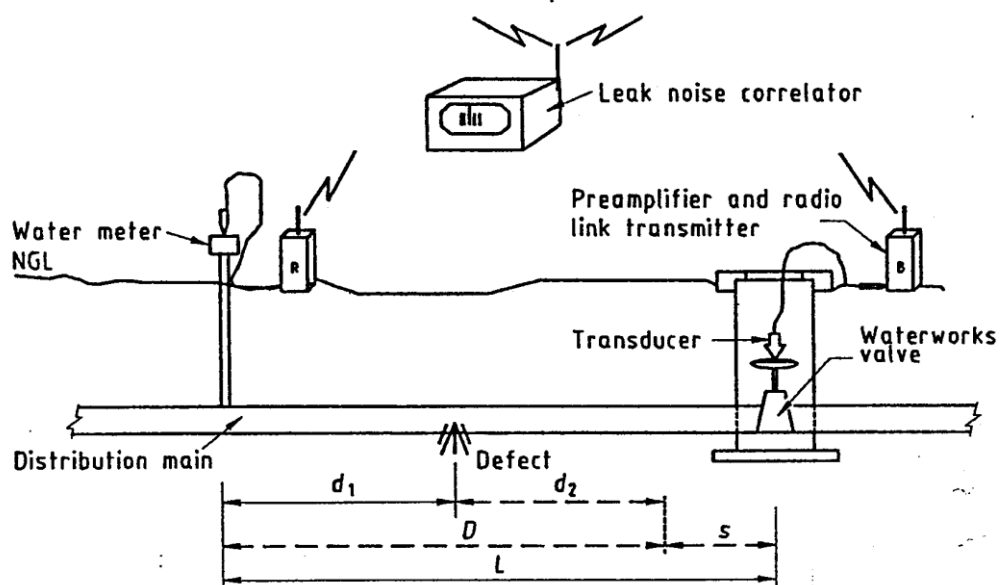 Leak noise correlator
Preamplifier and radio
link transmitter
Water meter
NGL
R
B
Transducer
Waterworks
valve
Distribution main
Defect
d1
d2
D
s
L